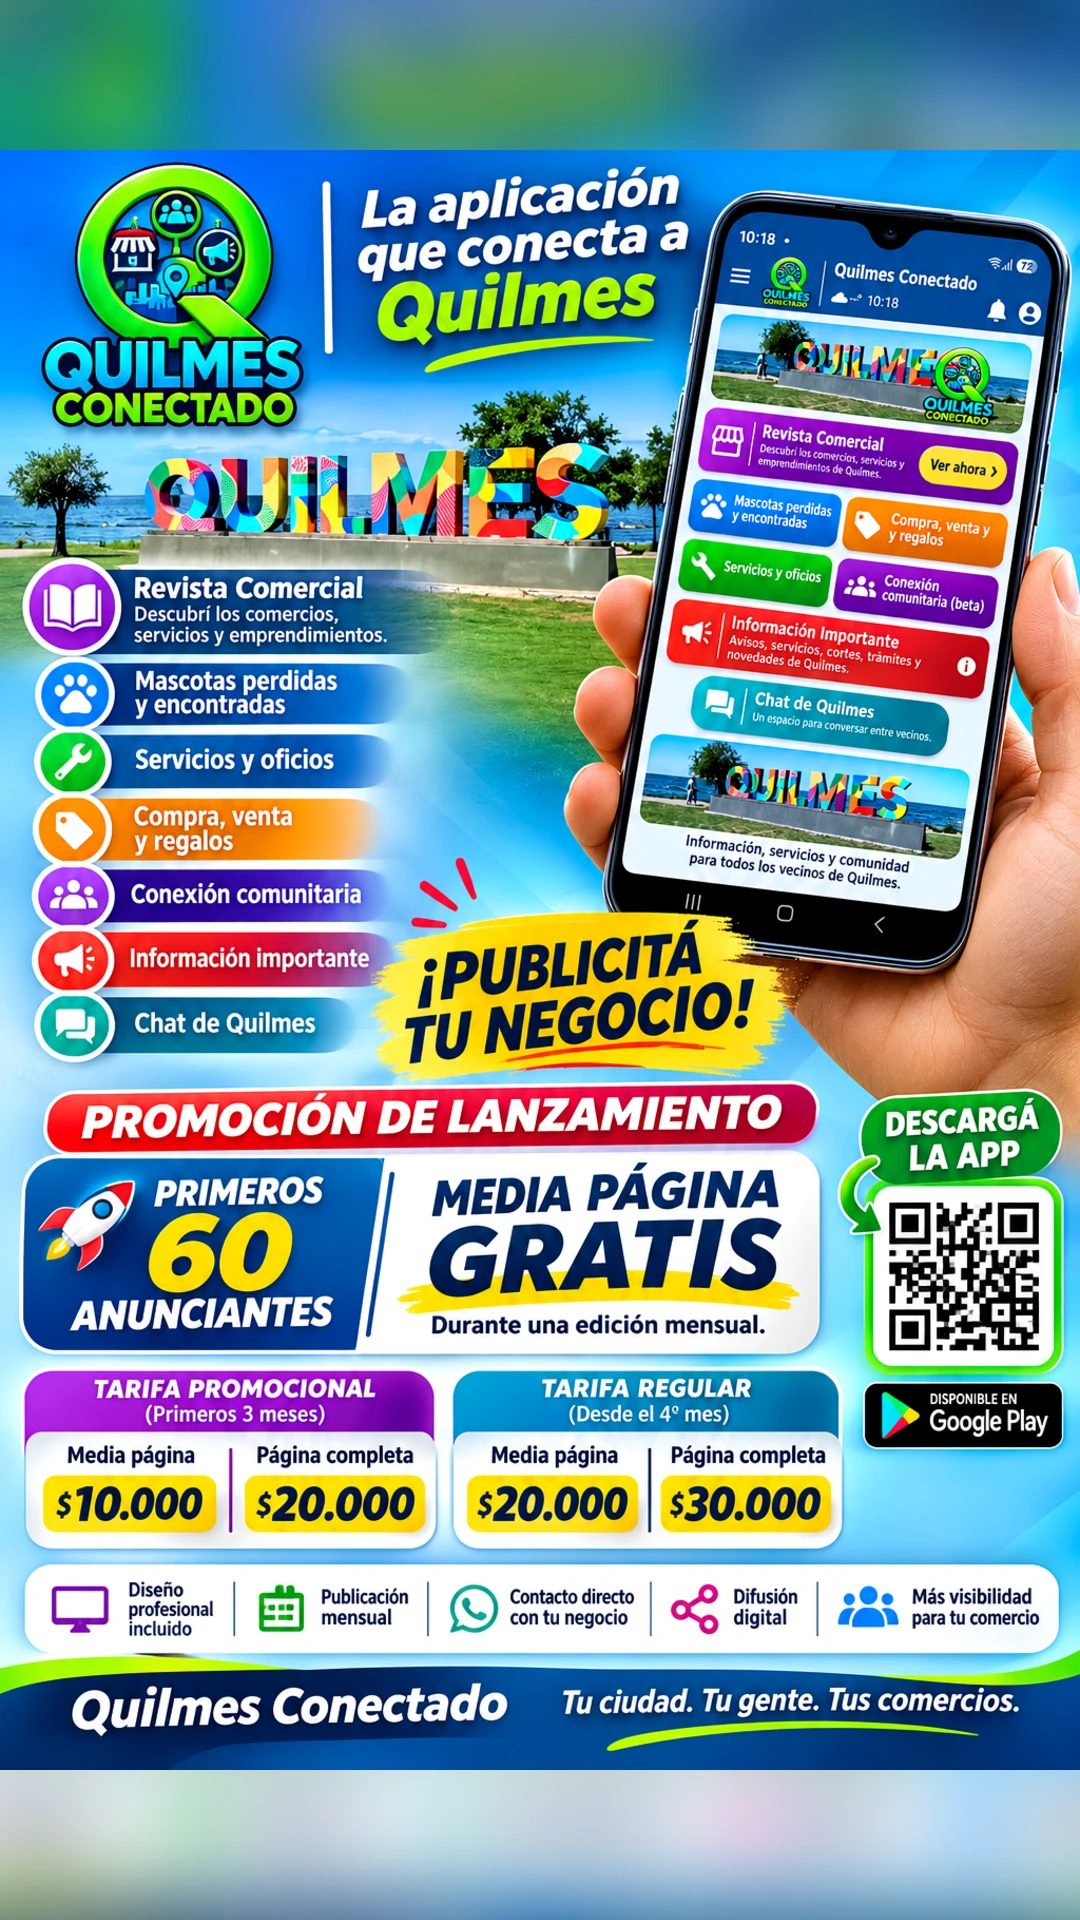 QUILMES
CONECTADO
La aplicación
que conecta a
Quilmes
QUILMES
10:18
72
Quilmes Conectado
10:18
QUILMES
CONECTADO
QUILME
QUILMES
CONECTADO
Revista Comercial
Descubrí los comercios, servicios y
emprendimientos de Quilmes.
Ver ahora
Mascotas perdidas
y encontradas
Compra, venta y
y regalos
Servicios y oficios
Conexión
comunitaria (beta)
Información Importante
Avisos, servicios, cortes, trámites y
novedades de Quilmes.
Chat de Quilmes
Un espacio para conversar entre vecinos.
QUILMES
Información, servicios y comunidad
para todos los vecinos de Quilmes.
Revista Comercial
Descubrí los comercios,
servicios y emprendimientos.
Mascotas perdidas
y encontradas
Servicios y oficios
Compra, venta
y regalos
Conexión comunitaria
Información importante
Chat de Quilmes
¡PUBLICITÁ
TU NEGOCIO!
PROMOCIÓN DE LANZAMIENTO
PRIMEROS
60
ANUNCIANTES
MEDIA PÁGINA
GRATIS
Durante una edición mensual.
DESCARGÁ
LA APP
DISPONIBLE EN
Google Play
TARIFA PROMOCIONAL
(Primeros 3 meses)
Media página
$10.000
Página completa
$20.000
TARIFA REGULAR
(Desde el 4º mes)
Media página
$20.000
Página completa
$30.000
Diseño
profesional
incluido
Publicación
mensual
Contacto directo
con tu negocio
Difusión
digital
Más visibilidad
para tu comercio
Quilmes Conectado
Tu ciudad. Tu gente. Tus comercios.